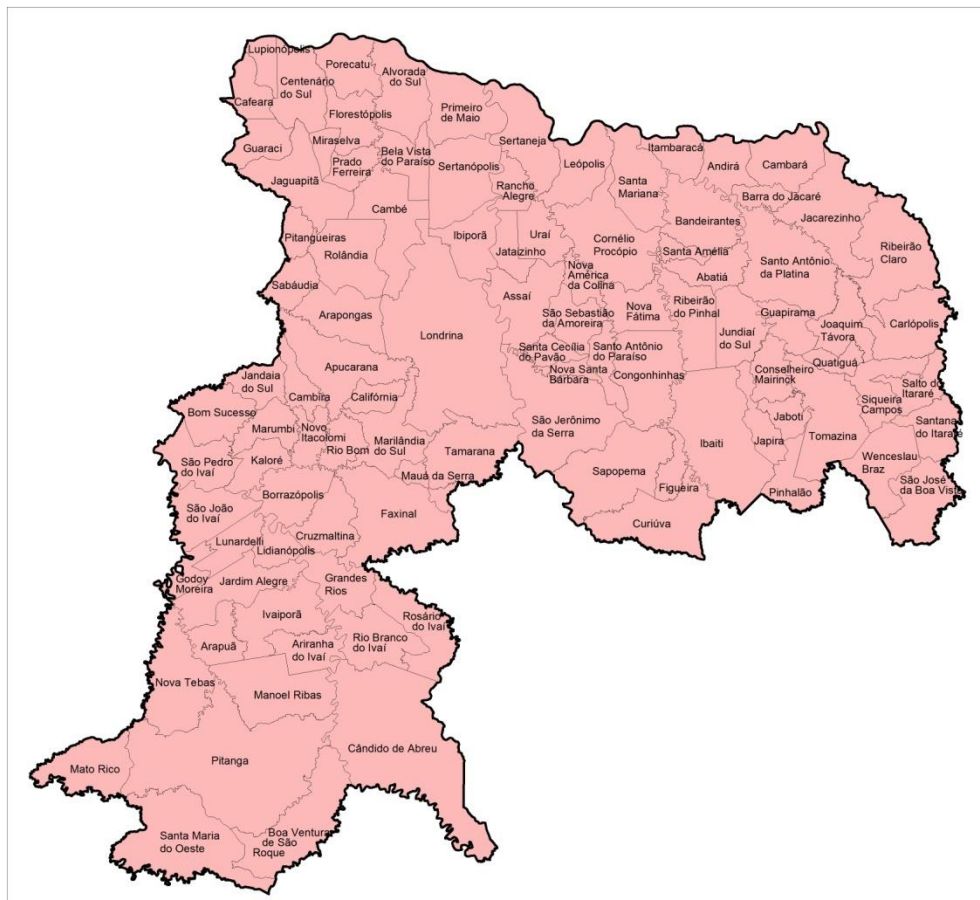 Lupionópolis
Porecatu
Alvorada
do Sul
Centenário
do Sul
Cafeara
Florestópolis
Primeiro
de Maio
Guaraci
Miraselva
Prado
Ferreira
Bela Vista
do Paraíso
Sertaneja
Itambaracá
Sertanópolis
Leópolis
Andirá
Cambará
Jaguapitã
Rancho
Alegre
Santa
Mariana
Barra do Jacaré
Cambé
Bandeirantes
Jacarezinho
Pitangueiras
Ibiporã
Uraí
Cornélio
Procópio
Rolândia
Jataizinho
Santa Amélia
Ribeirão
Claro
Santo Antônio
da Platina
Sabáudia
Nova
América
da Colina
Abatiá
Assaí
Arapongas
São Sebastião
da Amoreira
Nova
Fátima
Ribeirão
do Pinhal
Guapirama
Londrina
Jundiaí
do Sul
Joaquim
Távora
Carlópolis
Santa Cecília
do Pavão
Santo Antônio
do Paraíso
Apucarana
Nova Santa
Bárbara
Congonhinhas
Conselheiro
Mairinck
Quatiguá
Jandaia
do Sul
Cambira
Califórnia
Siqueira
Campos
Salto do
Itararé
Bom Sucesso
Marumbi
Novo
Itacolomi
Rio Bom
Marilândia
do Sul
São Jerônimo
da Serra
Jaboti
Santana
do Itararé
Ibaiti
Japira
Tomazina
São Pedro
do Ivaí
Kaloré
Tamarana
Wenceslau
Braz
Mauá da Serra
Sapopema
Borrazópolis
Figueira
Pinhalão
São José
da Boa Vista
São João
do Ivaí
Faxinal
Curiúva
Cruzmaltina
Lunardelli
Lidianópolis
Godoy
Moreira
Jardim Alegre
Grandes
Rios
Ivaiporã
Rosário
do Ivaí
Arapuã
Ariranha
do Ivaí
Rio Branco
do Ivaí
Nova Tebas
Manoel Ribas
Cândido de Abreu
Pitanga
Mato Rico
Santa Maria
do Oeste
Boa Ventura
de São
Roque